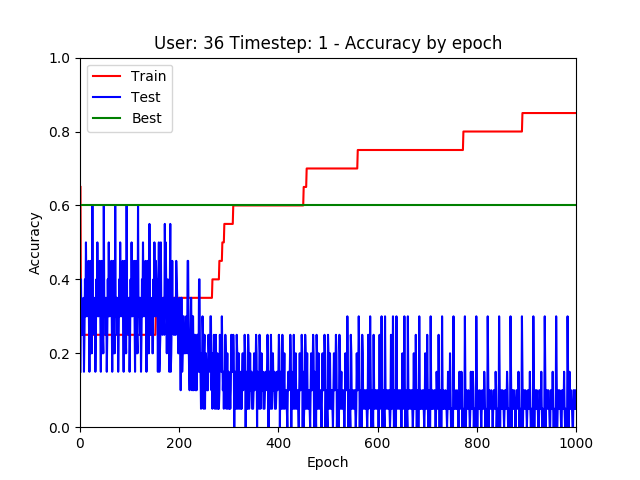 User: 36 Timestep: 1 - Accuracy by epoch
Train
Test
Best
1.0
0.8
0.6
0.4
0.2
0.0
Accuracy
0 200 400 600 800 1000
Epoch